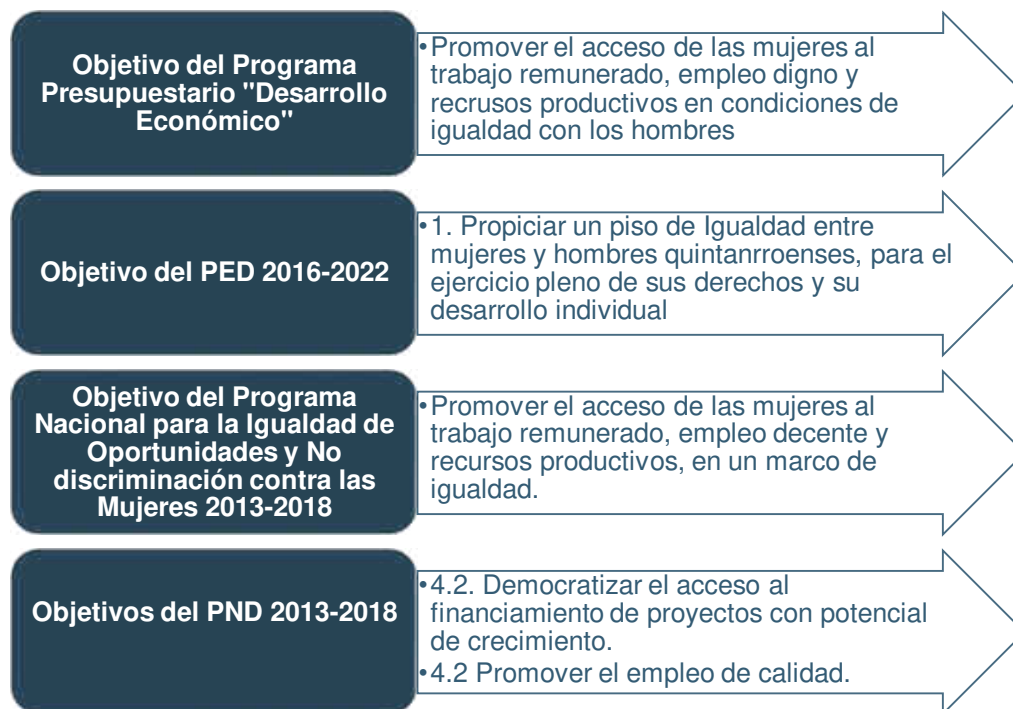 Objetivo del Programa
Presupuestario "Desarrollo
Económico"
•Promover el acceso de las mujeres al
trabajo remunerado, empleo digno y
recrusos productivos en condiciones de
igualdad con los hombres
Objetivo del PED 2016-2022
•1. Propiciar un piso de Igualdad entre
mujeres y hombres quintanrroenses, para el
ejercicio pleno de sus derechos y su
desarrollo individual
Objetivo del Programa
Nacional para la Igualdad de
Oportunidades y No
discriminación contra las
Mujeres 2013-2018
•Promover el acceso de las mujeres al
trabajo remunerado, empleo decente y
recursos productivos, en un marco de
igualdad.
Objetivos del PND 2013-2018
•4.2. Democratizar el acceso al
financiamiento de proyectos con potencial
de crecimiento.
•4.2 Promover el empleo de calidad.